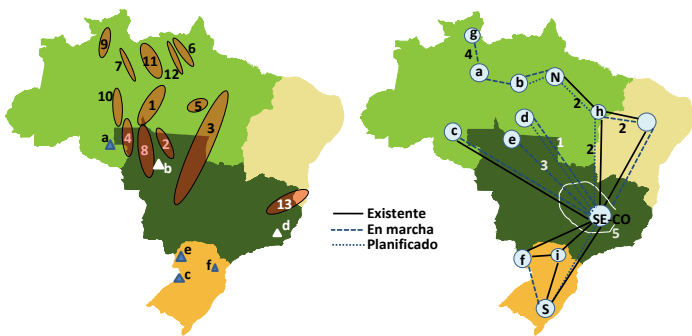 9
6
7
11
12
10
1
5
3
4
8
2
a
b
13
d
e
c
f
g
4
a
b
N
2
h
2
c
d
e
1
3
2
SE-CO
5
f
i
S
Existente
En marcha
Planificado